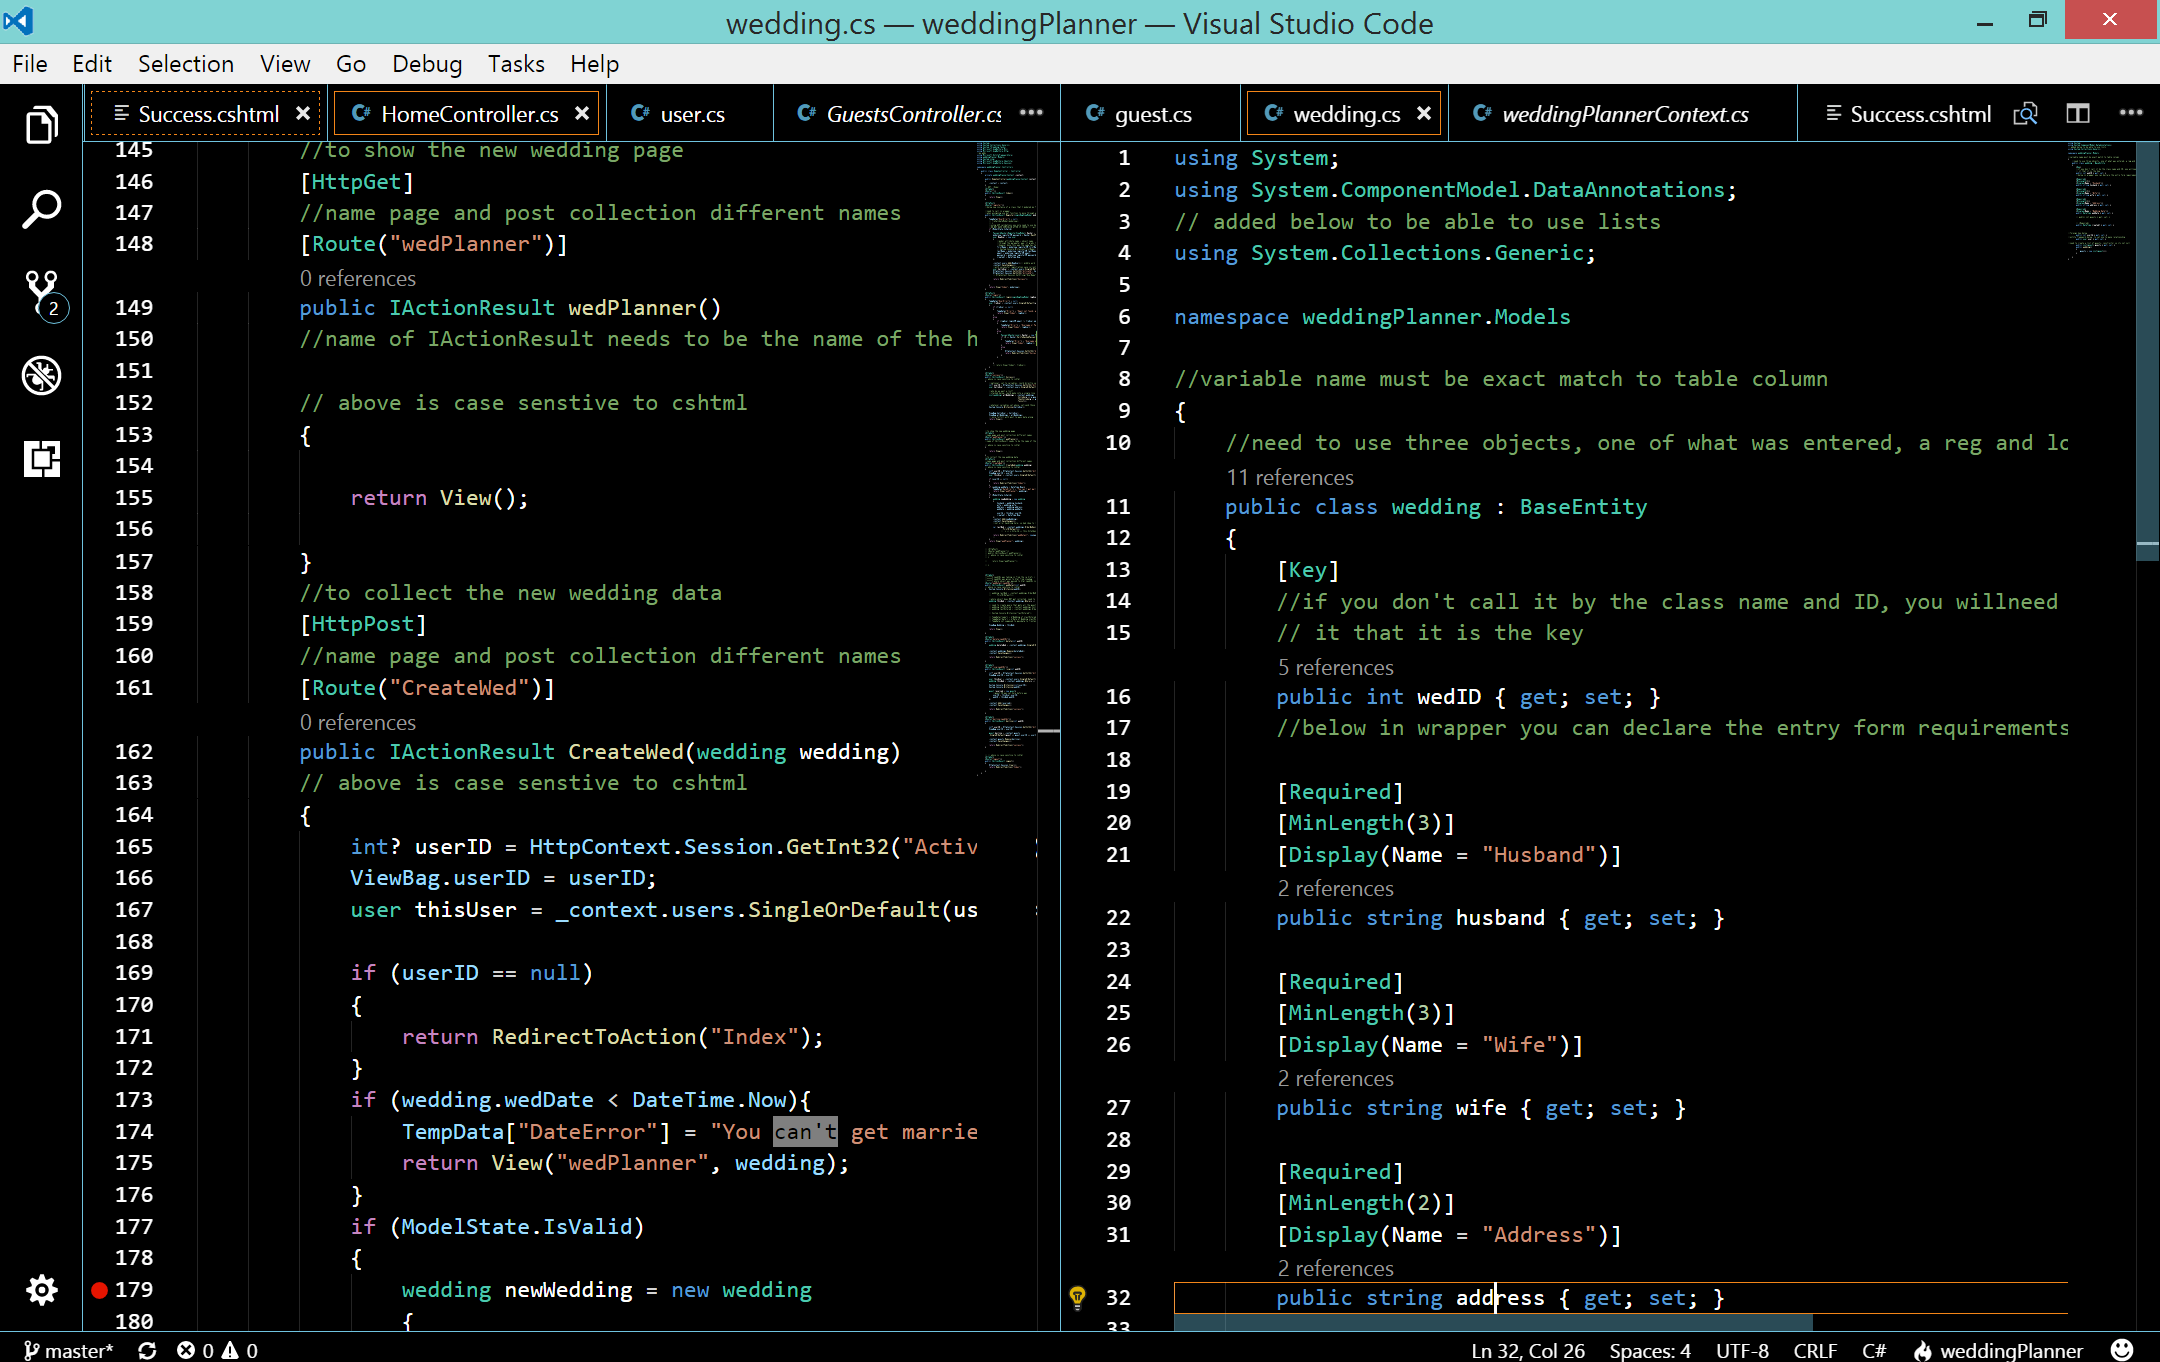 wedding.cs — weddingPlanner — Visual Studio Code
File Edit Selection View Go Debug Tasks Help
Success.cshtml HomeController.cs user.cs GuestsController.cs
145 //to show the new wedding page
146 [HttpGet]
147 //name page and post collection different names
148 [Route("wedPlanner")]
0 references
149 public IActionResult wedPlanner()
150 //name of IActionResult needs to be the name of the h
151
152 // above is case senstive to cshtml
153 {
154
155 return View();
156
157 }
158 //to collect the new wedding data
159 [HttpPost]
160 //name page and post collection different names
161 [Route("CreateWed")]
0 references
162 public IActionResult CreateWed(wedding wedding)
163 // above is case senstive to cshtml
164 {
165 int? userID = HttpContext.Session.GetInt32("Activ
166 ViewBag.userID = userID;
167 user thisUser = _context.users.SingleOrDefault(us
168
169 if (userID == null)
170 {
171 return RedirectToAction("Index");
172 }
173 if (wedding.wedDate < DateTime.Now){
174 TempData["DateError"] = "You can't get marrie
175 return View("wedPlanner", wedding);
176 }
177 if (ModelState.IsValid)
178 {
179 wedding newWedding = new wedding
180 {
guest.cs wedding.cs weddingPlannerContext.cs Success.cshtml
1 using System;
2 using System.ComponentModel.DataAnnotations;
3 // added below to be able to use lists
4 using System.Collections.Generic;
5
6 namespace weddingPlanner.Models
7
8 //variable name must be exact match to table column
9 {
10 //need to use three objects, one of what was entered, a reg and lo
11 references
11 public class wedding : BaseEntity
12 {
13 [Key]
14 //if you don't call it by the class name and ID, you willneed
15 // it that it is the key
5 references
16 public int wedID { get; set; }
17 //below in wrapper you can declare the entry form requirements
18
19 [Required]
20 [MinLength(3)]
21 [Display(Name = "Husband")]
2 references
22 public string husband { get; set; }
23
24 [Required]
25 [MinLength(3)]
26 [Display(Name = "Wife")]
2 references
27 public string wife { get; set; }
28
29 [Required]
30 [MinLength(2)]
31 [Display(Name = "Address")]
2 references
32 public string address { get; set; }
33
2
master* 0 0 Ln 32, Col 26 Spaces: 4 UTF-8 CRLF C# weddingPlanner